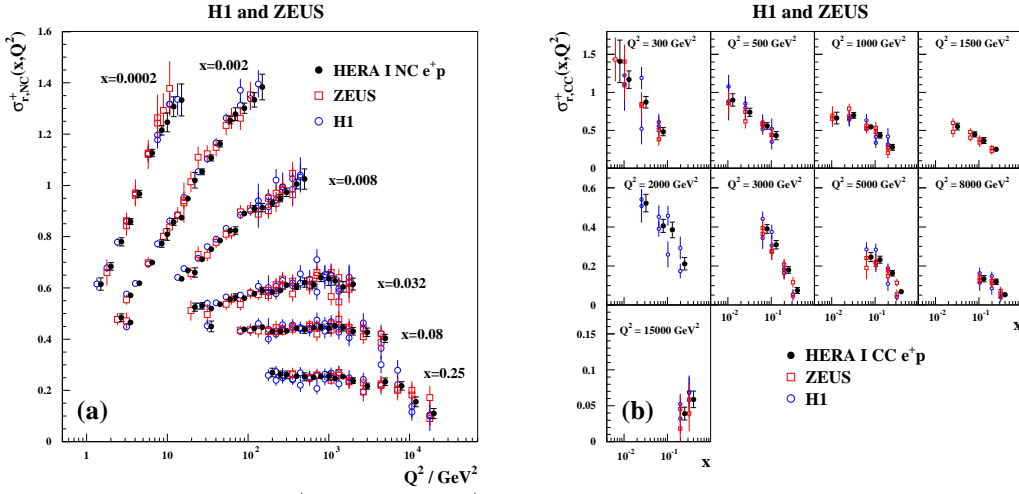 H1 and ZEUS
σ⁺r,NC(x,Q²)
1.6
1.4
1.2
1
0.8
0.6
0.4
0.2
0
x=0.0002
x=0.002
x=0.008
x=0.032
x=0.08
x=0.25
HERA I NC e⁺p
ZEUS
H1
(a)
1
10
10²
10³
10⁴
Q² / GeV²
H1 and ZEUS
σ⁺r,CC(x,Q²)
Q² = 300 GeV²
Q² = 500 GeV²
Q² = 1000 GeV²
Q² = 1500 GeV²
1.5
1
0.5
0
Q² = 2000 GeV²
Q² = 3000 GeV²
Q² = 5000 GeV²
Q² = 8000 GeV²
0.6
0.4
0.2
0
Q² = 15000 GeV²
0.15
0.1
0.05
0
10⁻² 10⁻¹
10⁻² 10⁻¹
10⁻² 10⁻¹
10⁻² 10⁻¹
x
x
HERA I CC e⁺p
ZEUS
H1
(b)